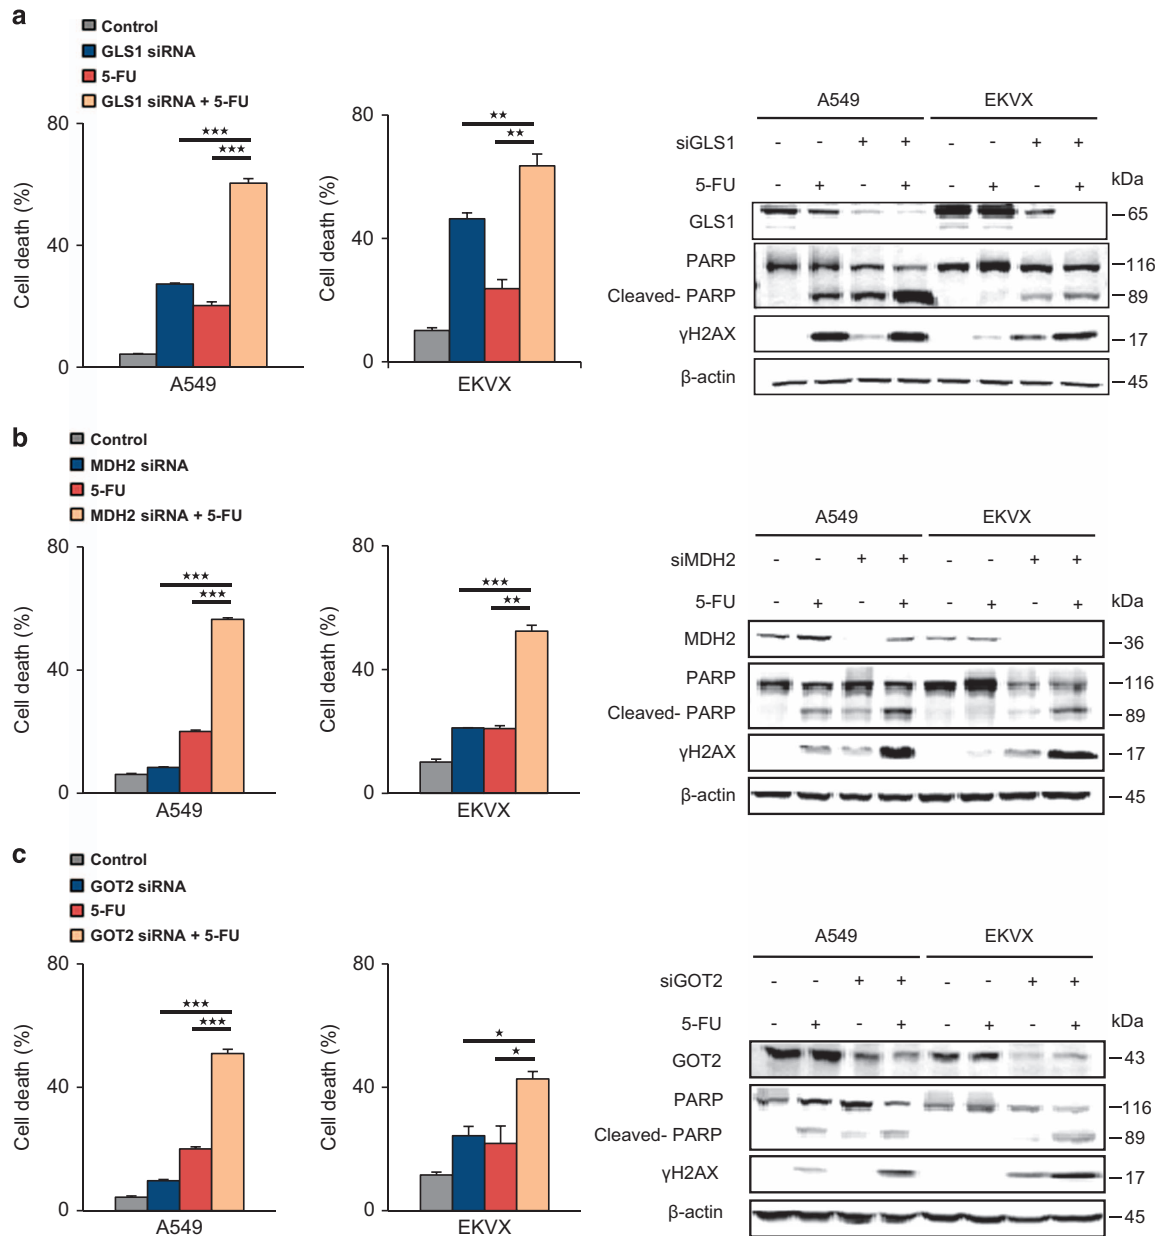 a
Control
GLS1 siRNA
5-FU
GLS1 siRNA + 5-FU
80
40
0
Cell death (%)
★★★
★★★
A549
80
40
0
Cell death (%)
★★
★★
EKVX
A549 EKVX
siGLS1 - - + + - - + +
5-FU - + - + - + - + kDa
GLS1 65
PARP 116
Cleaved- PARP 89
γH2AX 17
β-actin 45
b
Control
MDH2 siRNA
5-FU
MDH2 siRNA + 5-FU
80
40
0
Cell death (%)
★★★
★★★
A549
80
40
0
Cell death (%)
★★★
★★
EKVX
A549 EKVX
siMDH2 - - + + - - + +
5-FU - + - + - + - + kDa
MDH2 36
PARP 116
Cleaved- PARP 89
γH2AX 17
β-actin 45
c
Control
GOT2 siRNA
5-FU
GOT2 siRNA + 5-FU
80
40
0
Cell death (%)
★★★
★★★
A549
80
40
0
Cell death (%)
★
★
EKVX
A549 EKVX
siGOT2 - - + + - - + +
5-FU - + - + - + - + kDa
GOT2 43
PARP 116
Cleaved- PARP 89
γH2AX 17
β-actin 45